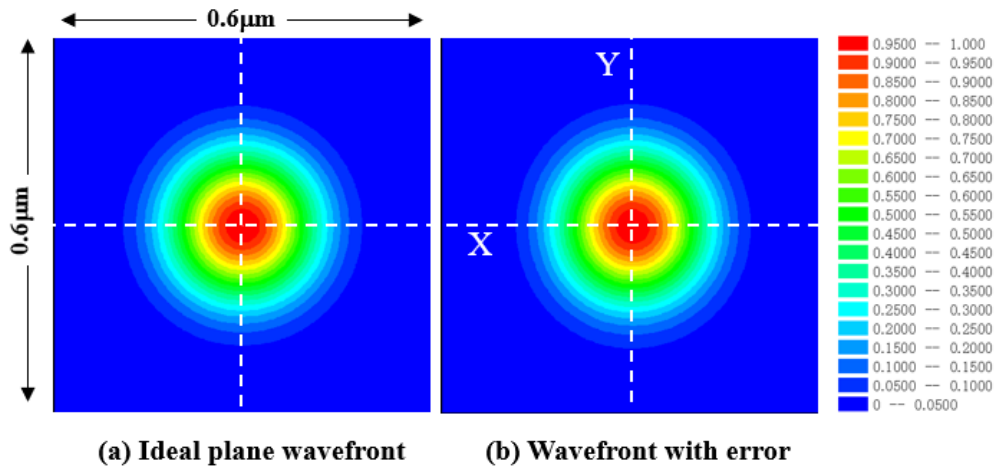 0.6μm
0.6μm
X
Y
0.9500 -- 1.000
0.9000 -- 0.9500
0.8500 -- 0.9000
0.8000 -- 0.8500
0.7500 -- 0.8000
0.7000 -- 0.7500
0.6500 -- 0.7000
0.6000 -- 0.6500
0.5500 -- 0.6000
0.5000 -- 0.5500
0.4500 -- 0.5000
0.4000 -- 0.4500
0.3500 -- 0.4000
0.3000 -- 0.3500
0.2500 -- 0.3000
0.2000 -- 0.2500
0.1500 -- 0.2000
0.1000 -- 0.1500
0.0500 -- 0.1000
0 -- 0.0500
(a) Ideal plane wavefront
(b) Wavefront with error